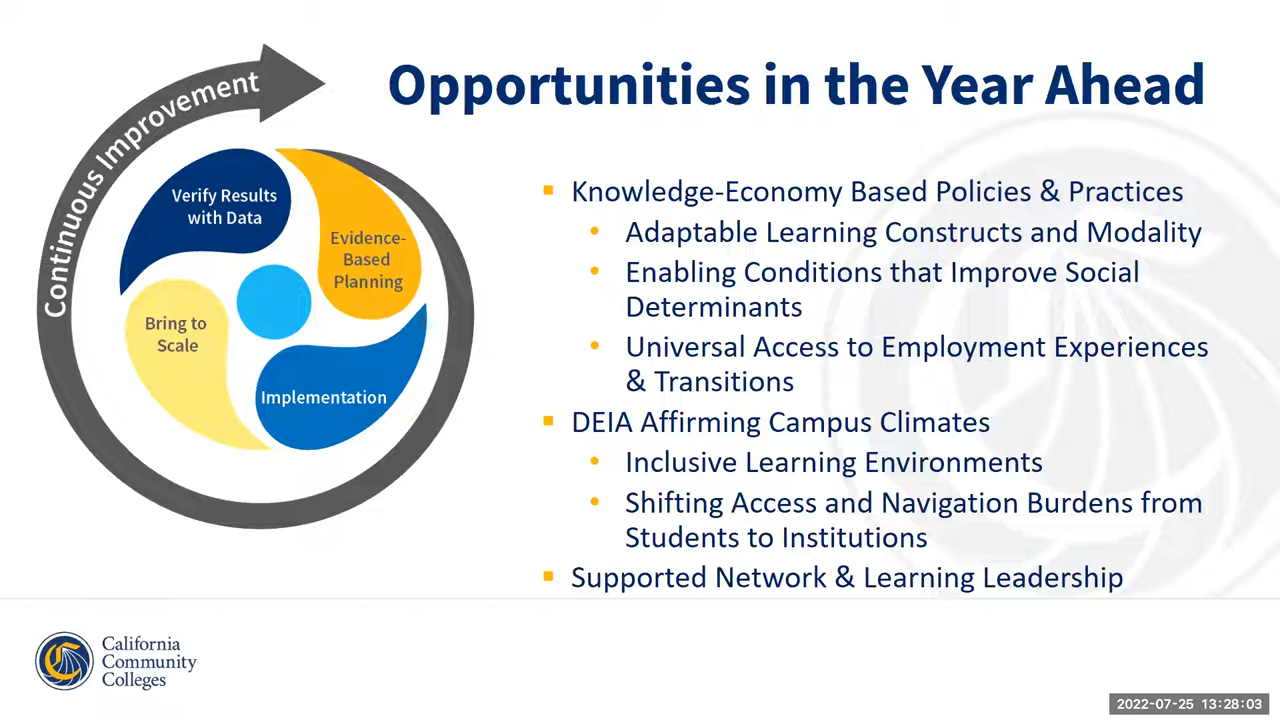 Opportunities in the Year Ahead
Continuous Improvement
Verify Results
with Data
Evidence-
Based
Planning
Bring to
Scale
Implementation
▪ Knowledge-Economy Based Policies & Practices
• Adaptable Learning Constructs and Modality
• Enabling Conditions that Improve Social
Determinants
• Universal Access to Employment Experiences
& Transitions
▪ DEIA Affirming Campus Climates
• Inclusive Learning Environments
• Shifting Access and Navigation Burdens from
Students to Institutions
▪ Supported Network & Learning Leadership
California
Community
Colleges
2022-07-25 13:28:03